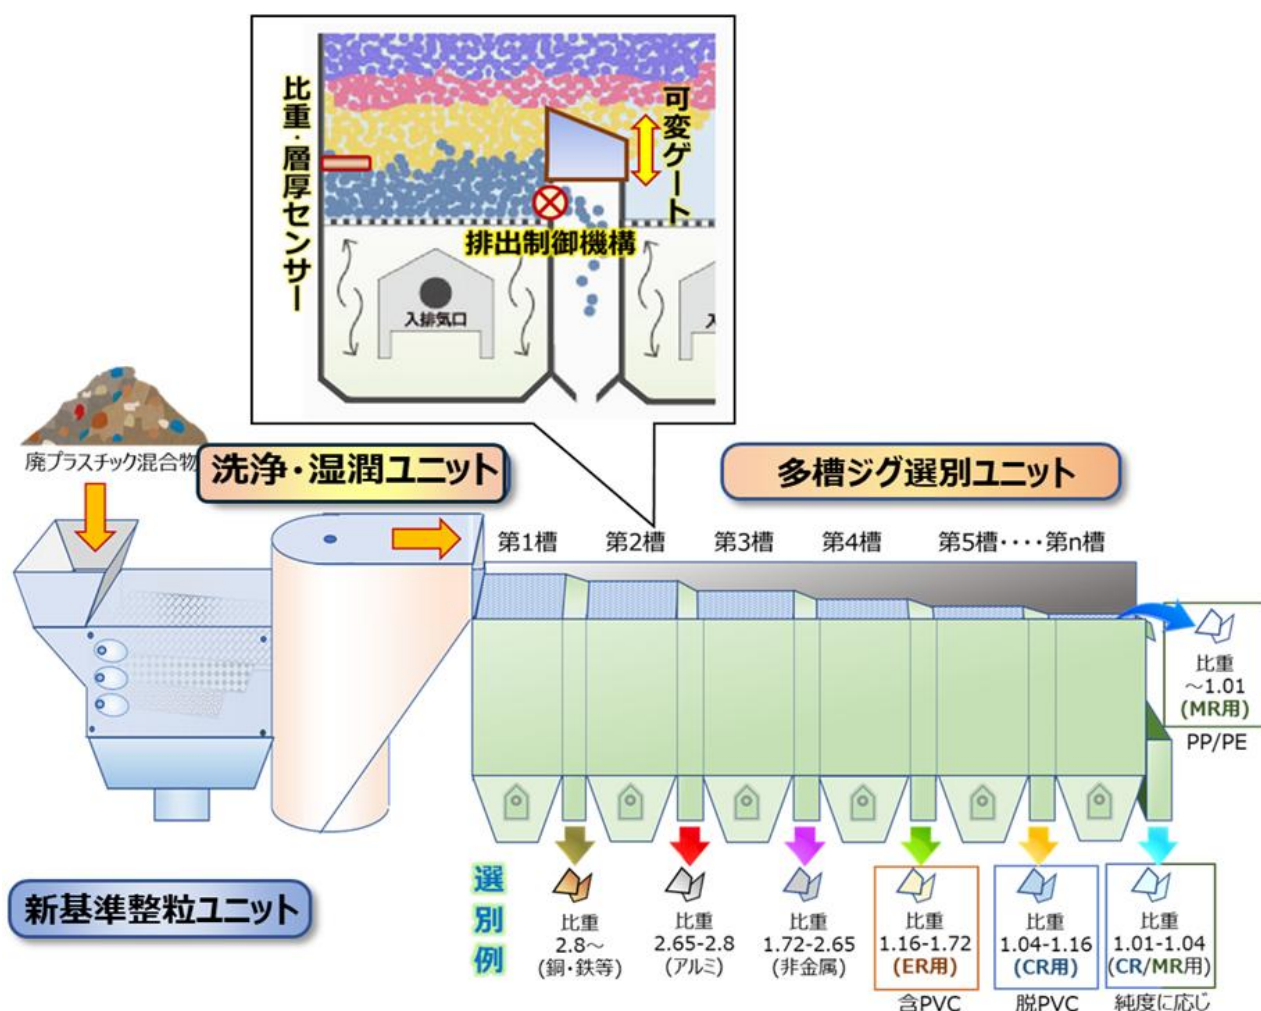 比重・層厚センサー
可変ゲート
排出制御機構
入排気口
入
廃プラスチック混合物
洗浄・湿潤ユニット
多槽ジグ選別ユニット
第1槽
第2槽
第3槽
第4槽
第5槽・・・・第n槽
比重
～1.01
(MR用)
PP/PE
新基準整粒ユニット
選別例
比重
2.8～
(銅・鉄等)
比重
2.65-2.8
(アルミ)
比重
1.72-2.65
(非金属)
比重
1.16-1.72
(ER用)
含PVC
比重
1.04-1.16
(CR用)
脱PVC
比重
1.01-1.04
(CR/MR用)
純度に応じ